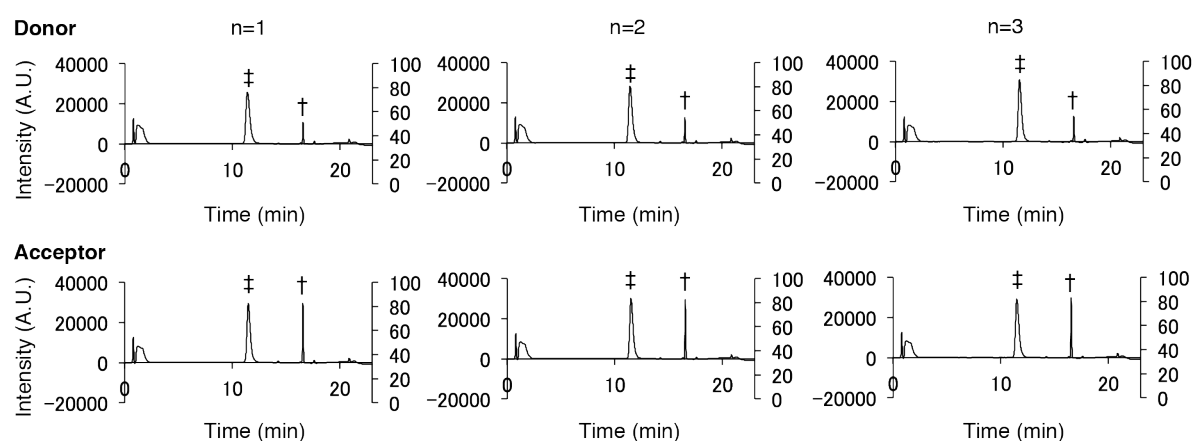 Donor n=1 n=2 n=3
Intensity (A.U.)
‡ ‡ ‡
† † †
40000 100 40000 100 40000 100
20000 80 20000 80 20000 80
60 60 60
0 40 0 40 0 40
0 10 20 20 0 10 20 20 0 10 20 20
−20000 0 −20000 0 −20000 0
Time (min) Time (min) Time (min)
Acceptor
Intensity (A.U.)
‡ † ‡ † ‡ †
40000 100 40000 100 40000 100
20000 80 20000 80 20000 80
60 60 60
0 40 0 40 0 40
0 10 20 20 0 10 20 20 0 10 20 20
−20000 0 −20000 0 −20000 0
Time (min) Time (min) Time (min)